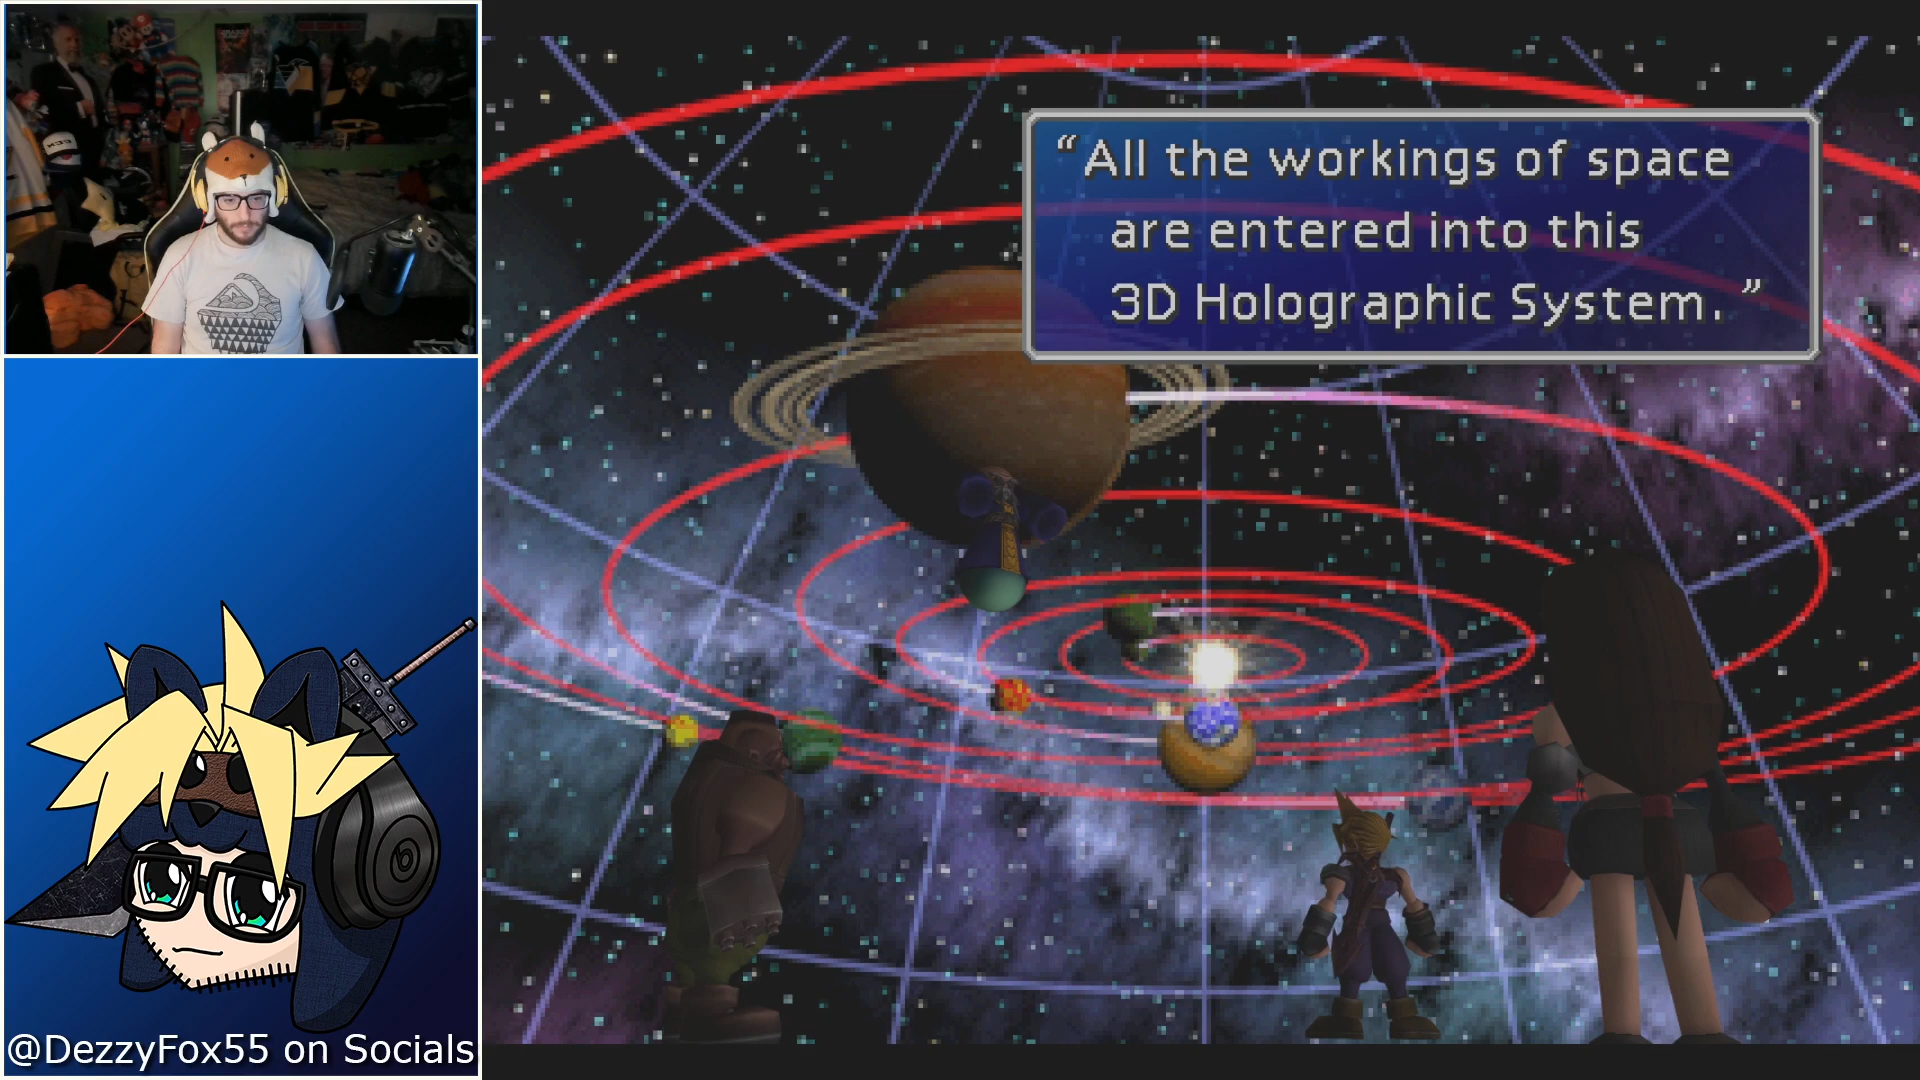 “All the workings of space
are entered into this
3D Holographic System.”
@DezzyFox55 on Socials